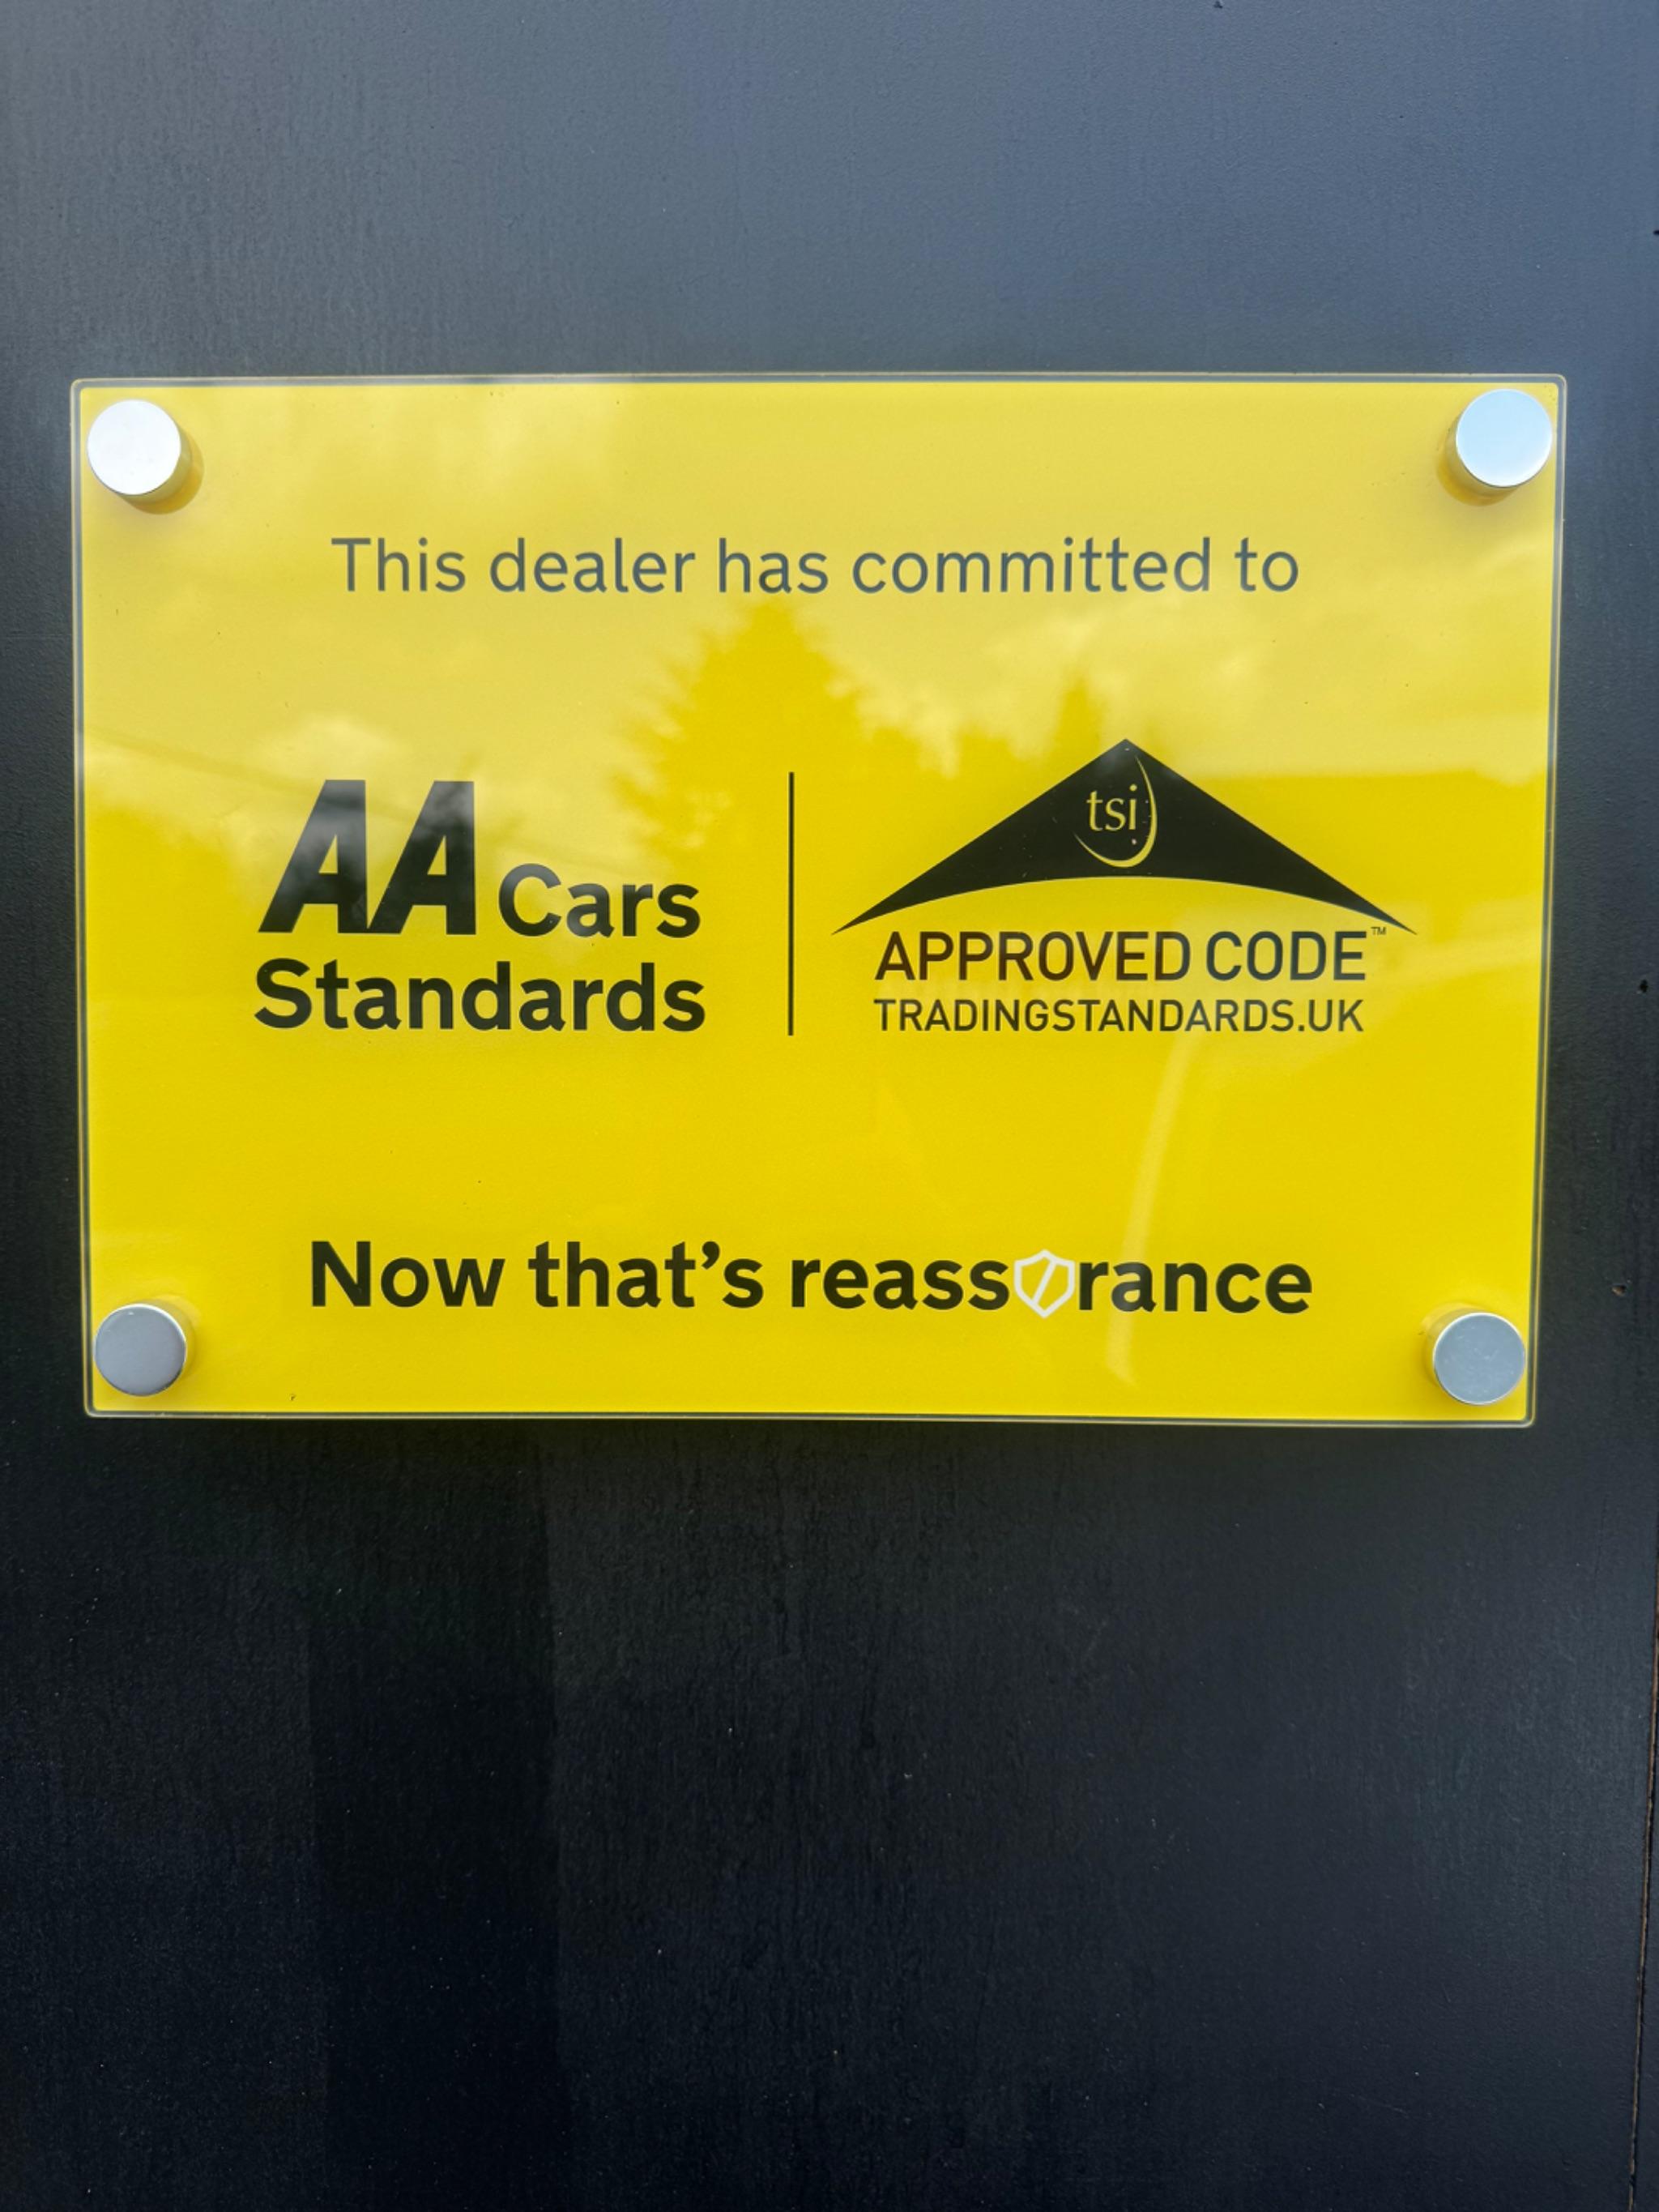 This dealer has committed to
AA Cars
Standards
tsi
APPROVED CODE™
TRADINGSTANDARDS.UK
Now that's reassurance